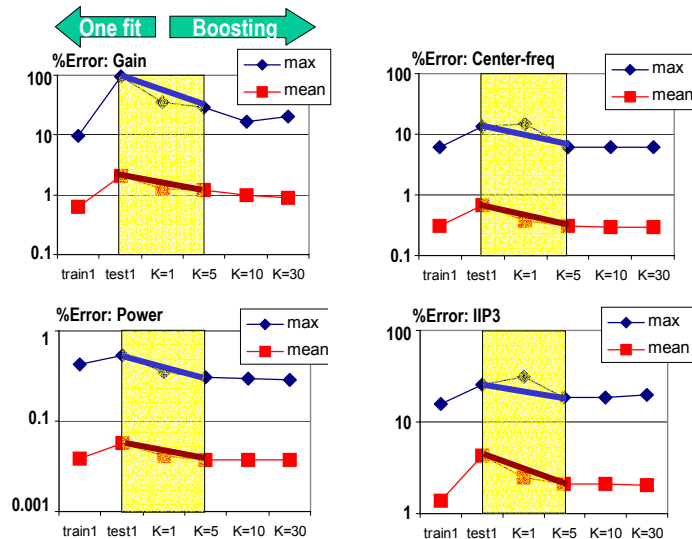 One fit Boosting
%Error: Gain
max
mean
100
10
1
0.1
train1 test1 K=1 K=5 K=10 K=30
%Error: Center-freq
max
mean
100
10
1
0.1
train1 test1 K=1 K=5 K=10 K=30
%Error: Power
max
mean
1
0.1
0.001
train1 test1 K=1 K=5 K=10 K=30
%Error: IIP3
max
mean
100
10
1
train1 test1 K=1 K=5 K=10 K=30